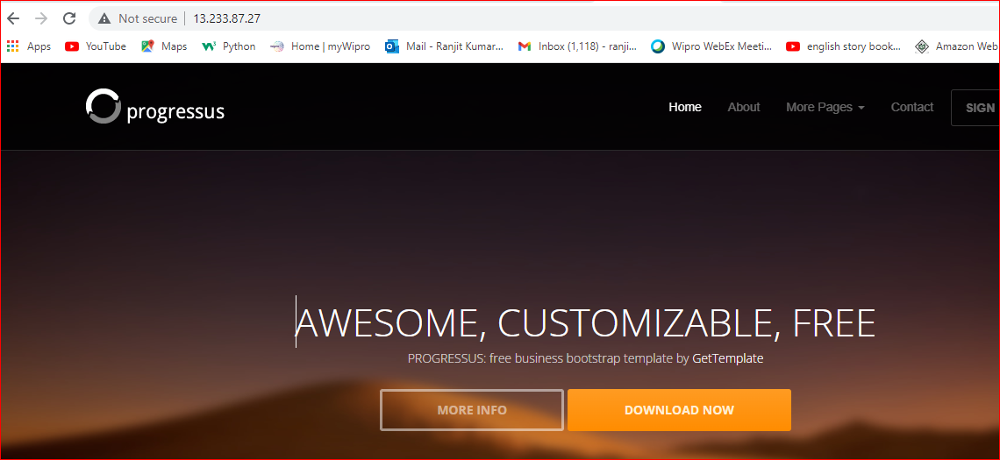 Not secure 13.233.87.27
Apps YouTube Maps Python Home | myWipro Mail - Ranjit Kumar... Inbox (1,118) - ranji... Wipro WebEx Meeti... english story book... Amazon Web
progressus Home About More Pages Contact SIGN
AWESOME, CUSTOMIZABLE, FREE
PROGRESSUS: free business bootstrap template by GetTemplate
MORE INFO DOWNLOAD NOW